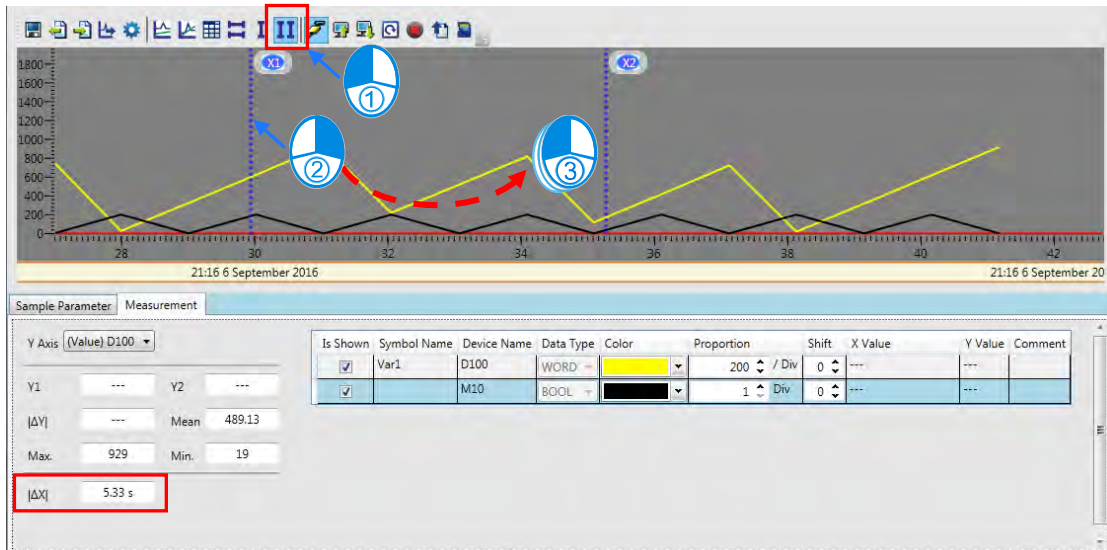 X1 X2
1800
1600
1400
1200
1000
800
600
400
200
0
①
②
③
28 30 32 34 36 38 40 42
21:16 6 September 2016 21:16 6 September 20
Sample Parameter Measurement
Y Axis (Value) D100
Y1 --- Y2 ---
|ΔY| --- Mean 489.13
Max. 929 Min. 19
|ΔX| 5.33 s
Is Shown Symbol Name Device Name Data Type Color Proportion Shift X Value Y Value Comment
Var1 D100 WORD 200 / Div 0 --- ---
M10 BOOL 1 Div 0 --- ---